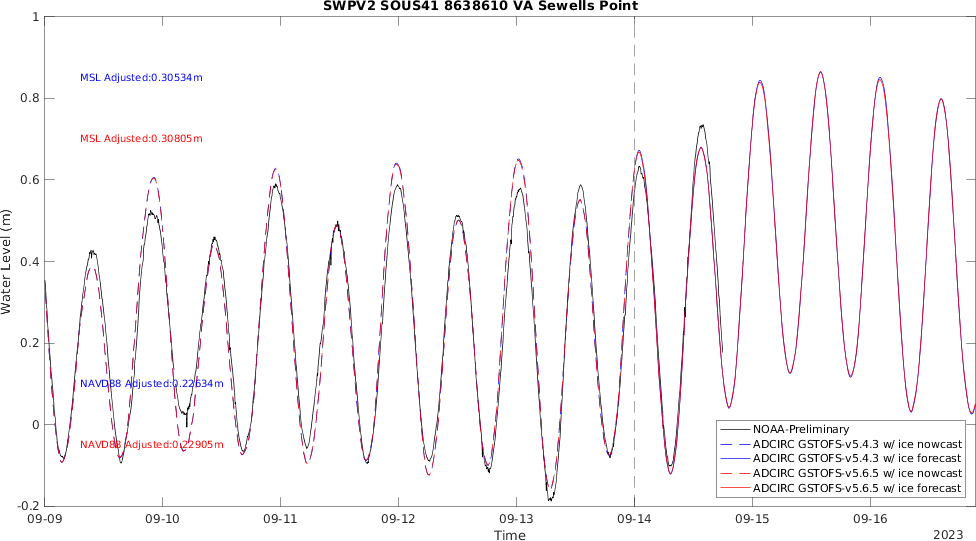 SWPV2 SOUS41 8638610 VA Sewells Point
1
0.8
0.6
0.4
0.2
0
-0.2
Water Level (m)
MSL Adjusted:0.30534m
MSL Adjusted:0.30805m
NAVD88 Adjusted:0.22634m
NAVD88 Adjusted:0.22905m
NOAA-Preliminary
ADCIRC GSTOFS-v5.4.3 w/ ice nowcast
ADCIRC GSTOFS-v5.4.3 w/ ice forecast
ADCIRC GSTOFS-v5.6.5 w/ ice nowcast
ADCIRC GSTOFS-v5.6.5 w/ ice forecast
09-09 09-10 09-11 09-12 09-13 09-14 09-15 09-16
Time
2023